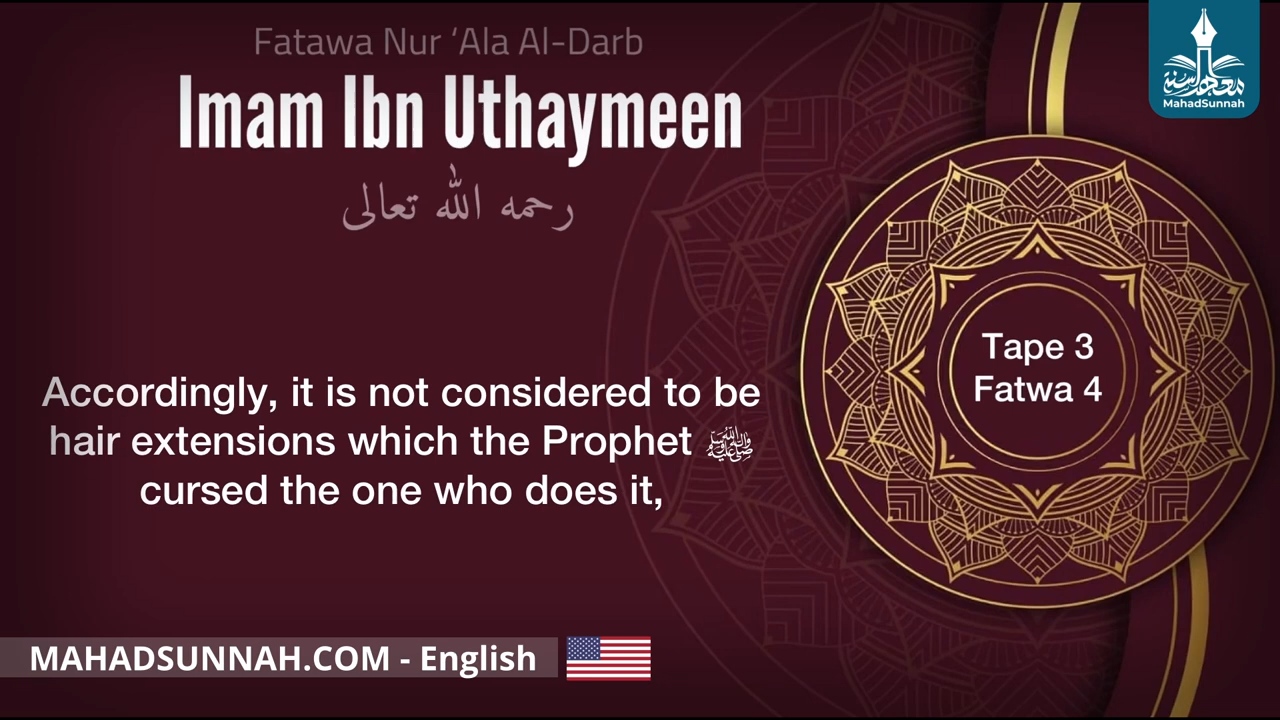 Fatawa Nur ‘Ala Al-Darb
Imam Ibn Uthaymeen
رحمه الله تعالى
معهد السنة
MahadSunnah
Tape 3
Fatwa 4
Accordingly, it is not considered to be
hair extensions which the Prophet ﷺ
cursed the one who does it,
MAHADSUNNAH.COM - English